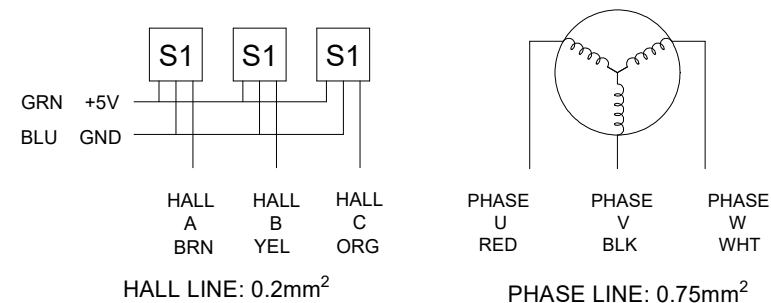 S1 S1 S1
GRN +5V
BLU GND
HALL HALL HALL PHASE PHASE PHASE
A B C U V W
BRN YEL ORG RED BLK WHT
HALL LINE: 0.2mm² PHASE LINE: 0.75mm²